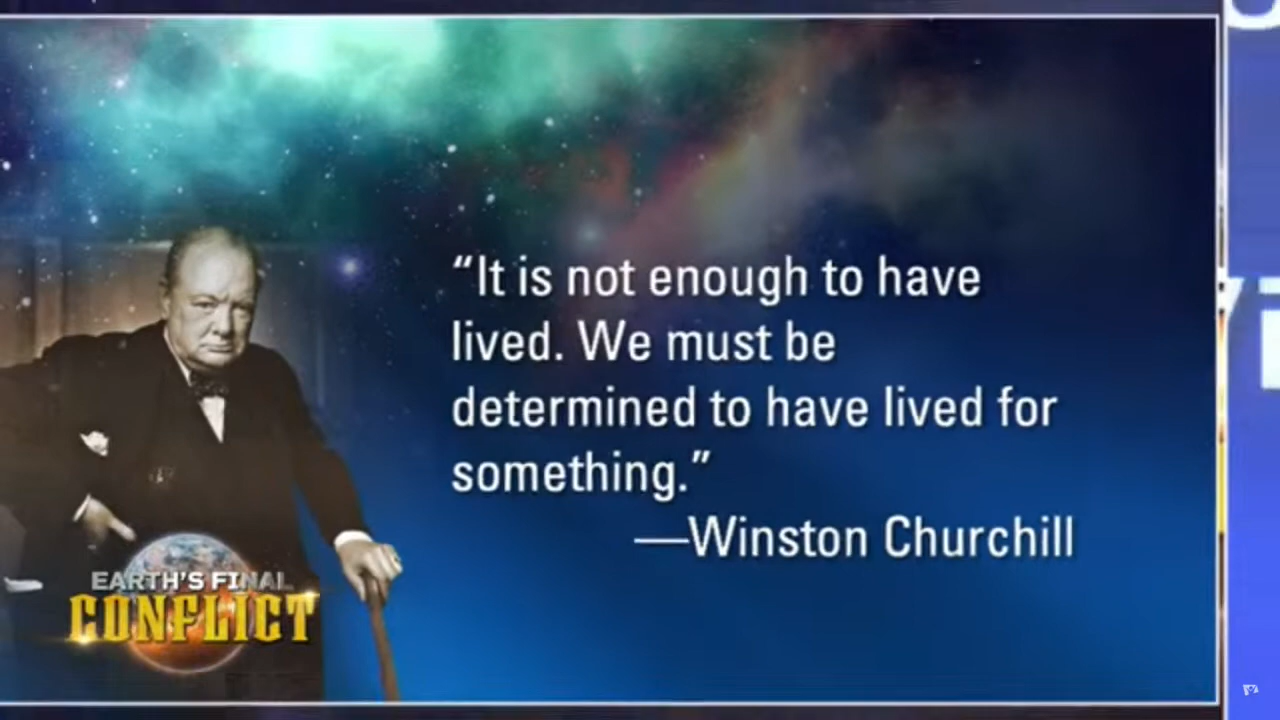 “It is not enough to have
lived. We must be
determined to have lived for
something.”
—Winston Churchill
EARTH'S FINAL
CONFLICT